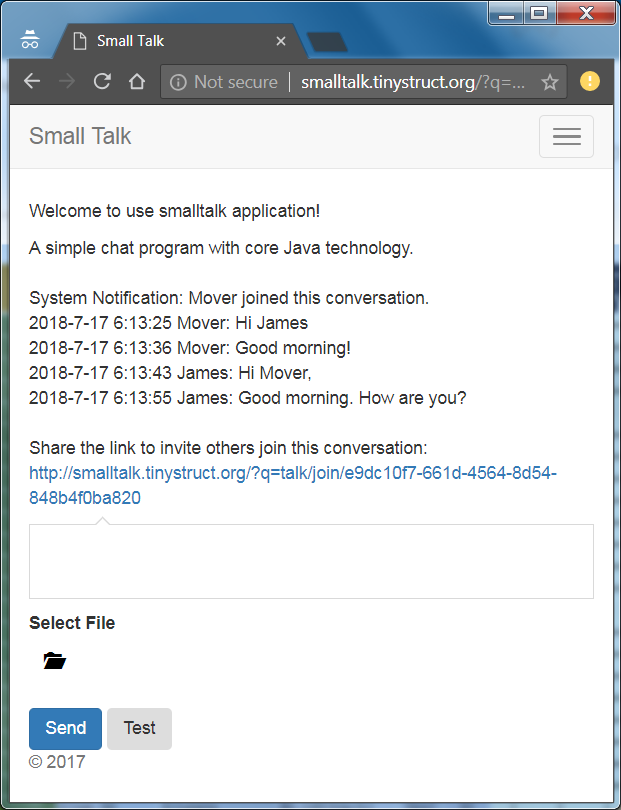 Small Talk
Not secure
smalltalk.tinystruct.org/?q=...
Small Talk
Welcome to use smalltalk application!
A simple chat program with core Java technology.
System Notification: Mover joined this conversation.
2018-7-17 6:13:25 Mover: Hi James
2018-7-17 6:13:36 Mover: Good morning!
2018-7-17 6:13:43 James: Hi Mover,
2018-7-17 6:13:55 James: Good morning. How are you?
Share the link to invite others join this conversation:
http://smalltalk.tinystruct.org/?q=talk/join/e9dc10f7-661d-4564-8d54-
848b4f0ba820
Select File
Send Test
© 2017